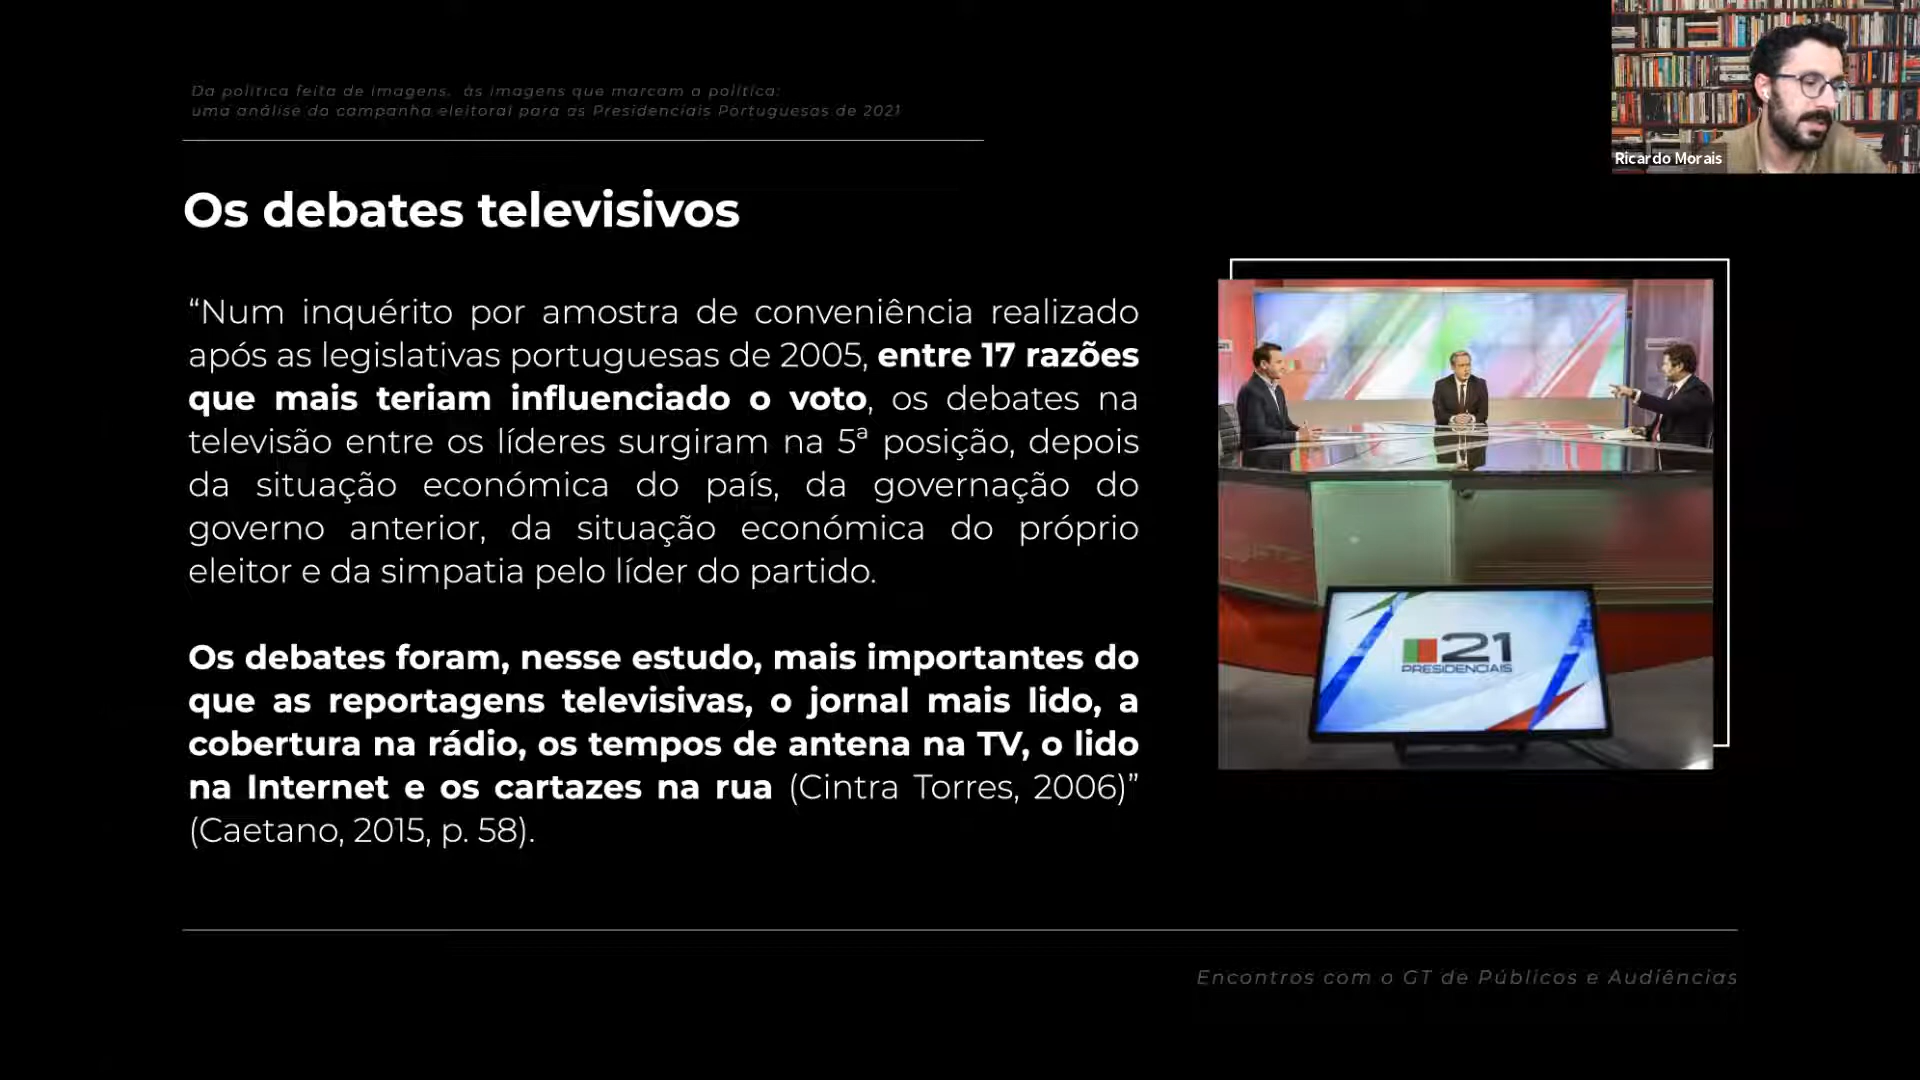 Da política feita de imagens, às imagens que marcam a política:
uma análise da campanha eleitoral para as Presidenciais Portuguesas de 2021
Ricardo Morais
Os debates televisivos
“Num inquérito por amostra de conveniência realizado
após as legislativas portuguesas de 2005, entre 17 razões
que mais teriam influenciado o voto, os debates na
televisão entre os líderes surgiram na 5ª posição, depois
da situação económica do país, da governação do
governo anterior, da situação económica do próprio
eleitor e da simpatia pelo líder do partido.
Os debates foram, nesse estudo, mais importantes do
que as reportagens televisivas, o jornal mais lido, a
cobertura na rádio, os tempos de antena na TV, o lido
na Internet e os cartazes na rua (Cintra Torres, 2006)”
(Caetano, 2015, p. 58).
21
PRESIDENCIAIS
Encontros com o GT de Públicos e Audiências